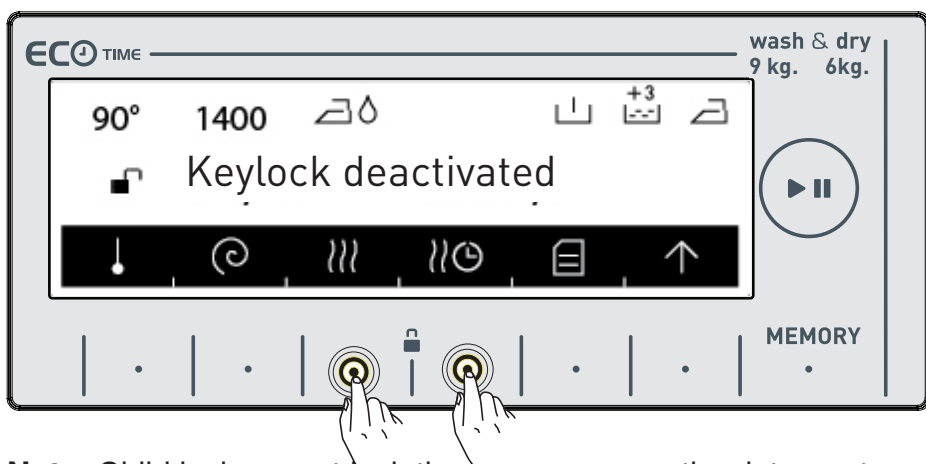 ECO TIME
wash & dry
9 kg. 6kg.
90° 1400 +3
Keylock deactivated
MEMORY